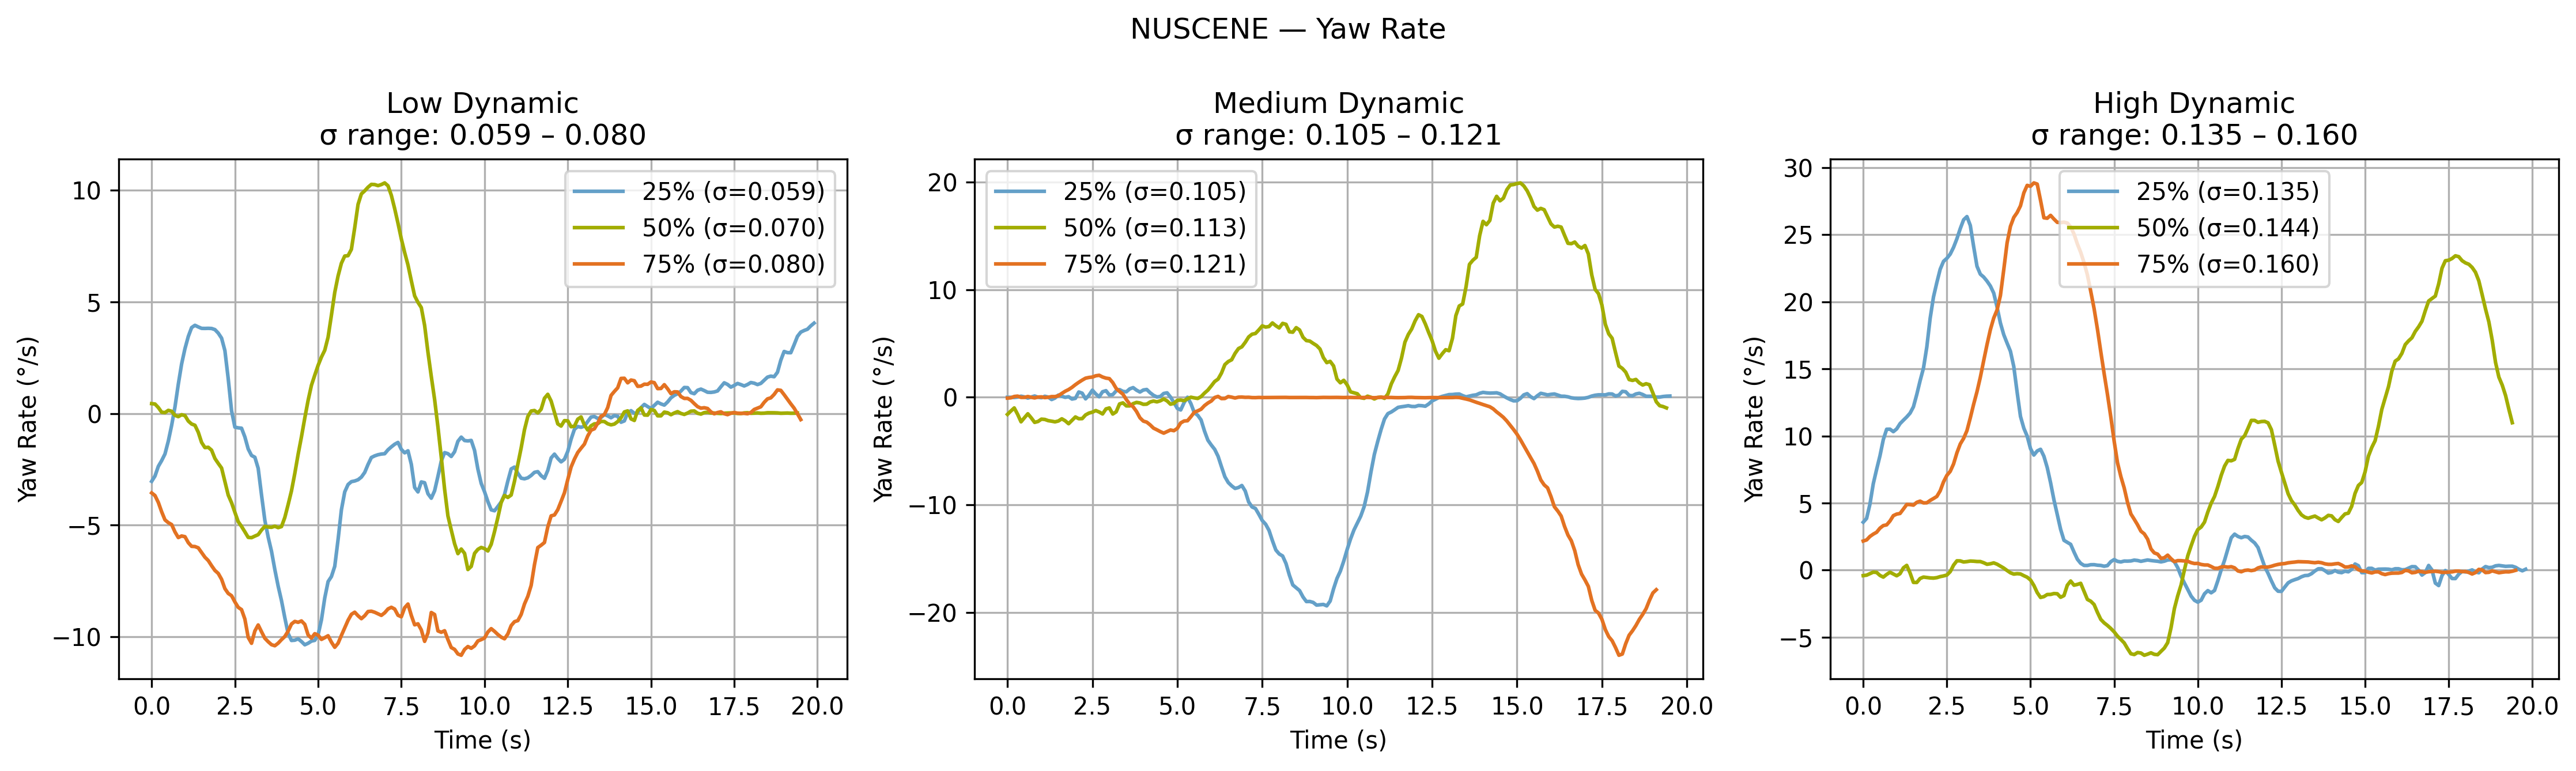 NUSCENE — Yaw Rate
Low Dynamic
σ range: 0.059 – 0.080
Yaw Rate (°/s)
10
5
0
−5
−10
25% (σ=0.059)
50% (σ=0.070)
75% (σ=0.080)
0.0 2.5 5.0 7.5 10.0 12.5 15.0 17.5 20.0
Time (s)
Medium Dynamic
σ range: 0.105 – 0.121
Yaw Rate (°/s)
20
10
0
−10
−20
25% (σ=0.105)
50% (σ=0.113)
75% (σ=0.121)
0.0 2.5 5.0 7.5 10.0 12.5 15.0 17.5 20.0
Time (s)
High Dynamic
σ range: 0.135 – 0.160
Yaw Rate (°/s)
30
25
20
15
10
5
0
−5
25% (σ=0.135)
50% (σ=0.144)
75% (σ=0.160)
0.0 2.5 5.0 7.5 10.0 12.5 15.0 17.5 20.0
Time (s)